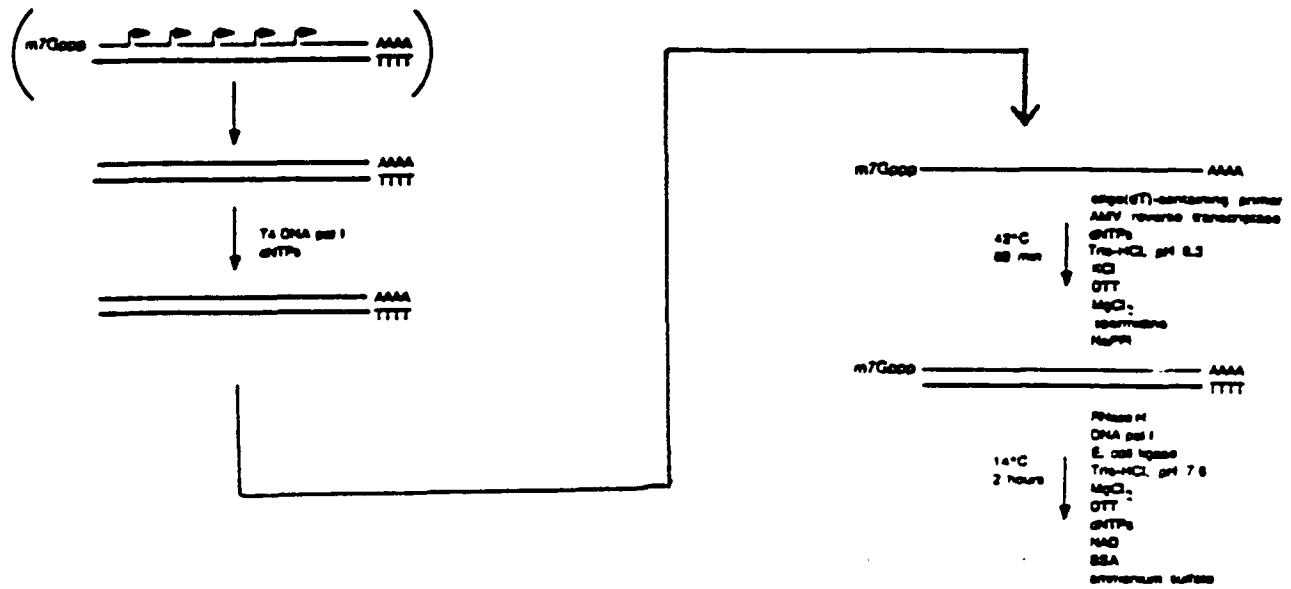 m7Gppp
AAAA
TTTT
AAAA
TTTT
T4 DNA pol I
dNTPs
AAAA
TTTT
m7Gppp AAAA
42°C
min
oligo(dT)-containing primer
AMV reverse transcriptase
dNTPs
Tris-HCl, pH 8.3
KCl
DTT
MgCl2
spermidine
NaPPi
m7Gppp AAAA
TTTT
14°C
2 hours
RNase H
DNA pol I
E. coli ligase
Tris-HCl, pH 7.6
MgCl2
DTT
dNTPs
NAD
BSA
ammonium sulfate